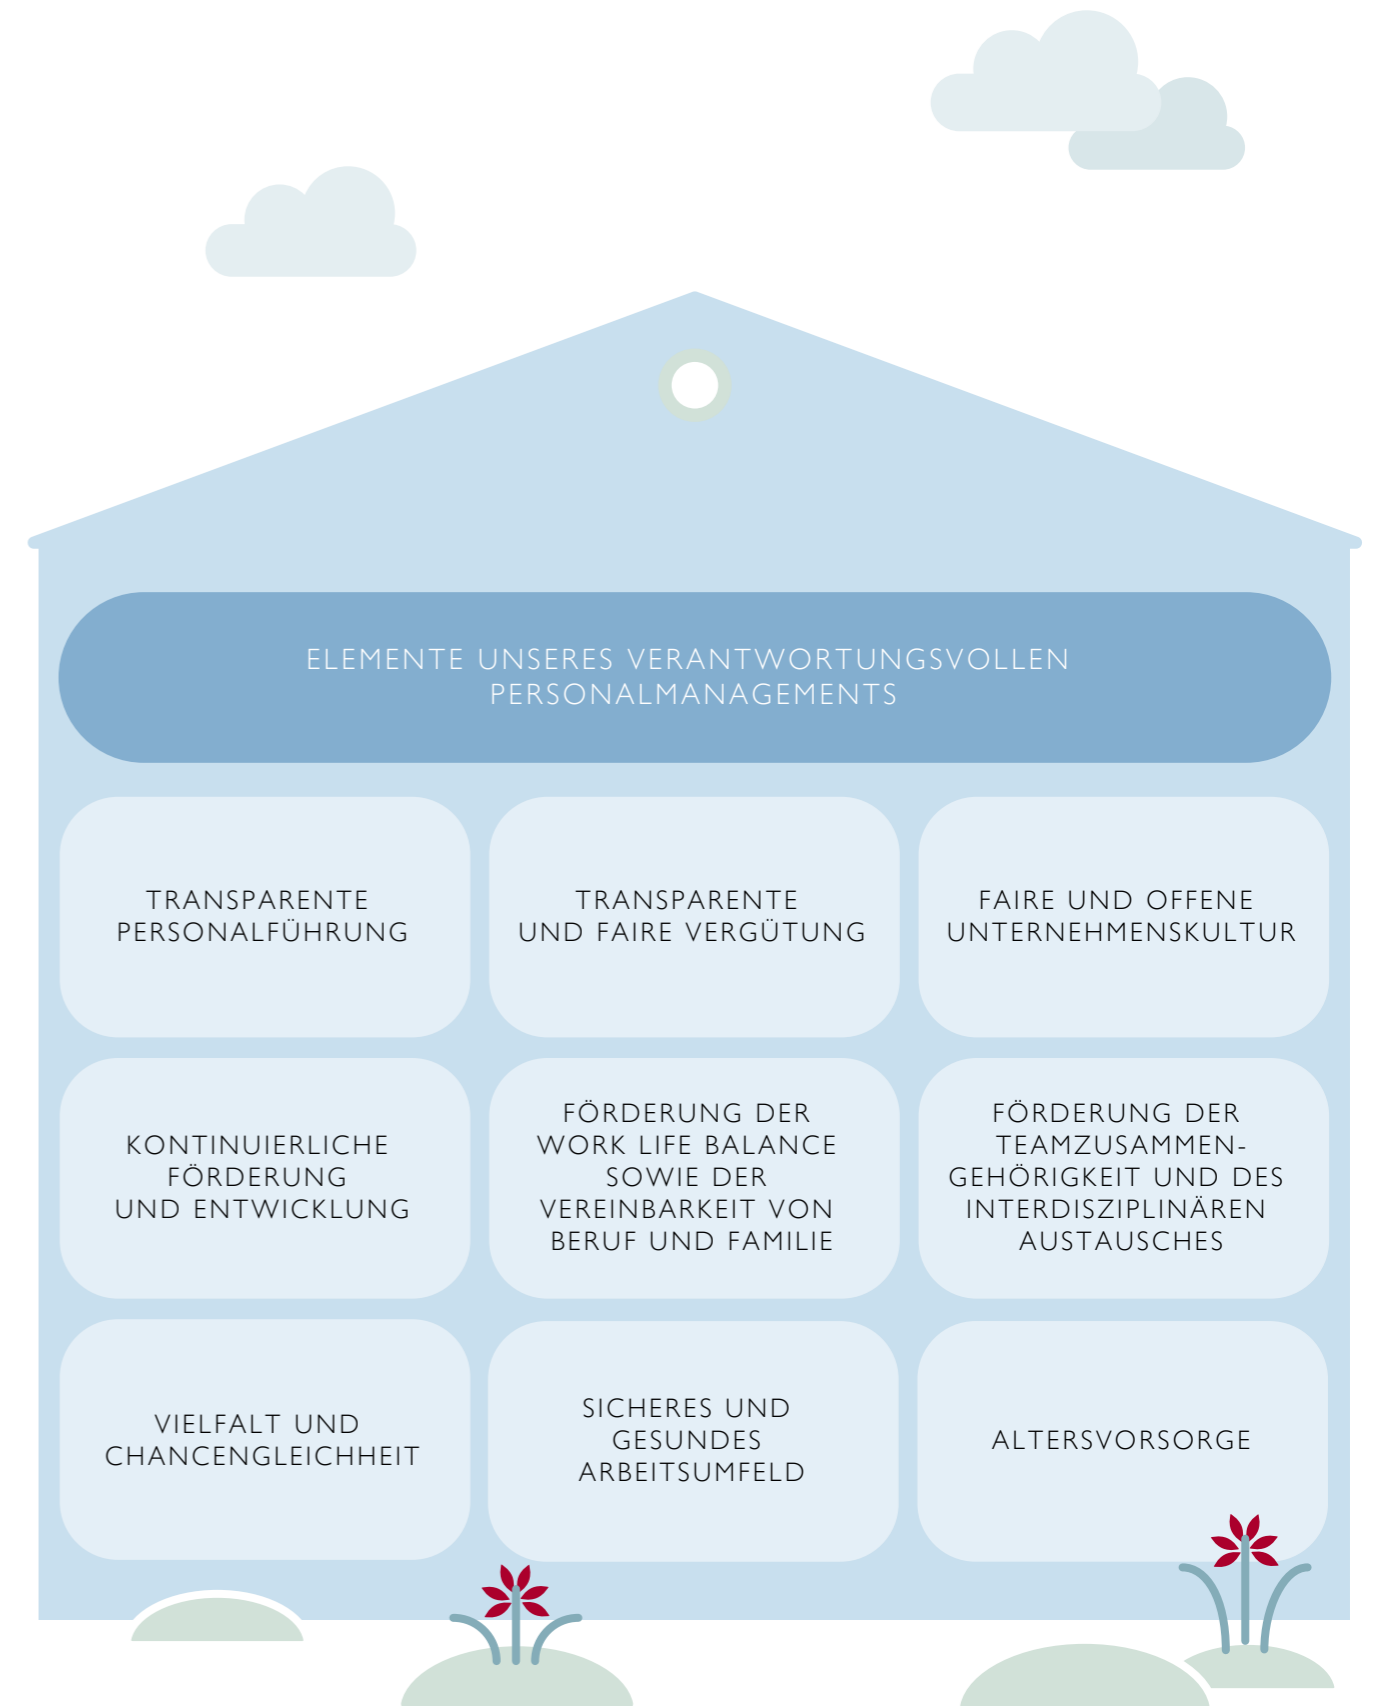 ELEMENTE UNSERES VERANTWORTUNGSVOLLEN
PERSONALMANAGEMENTS
TRANSPARENTE
PERSONALFÜHRUNG
TRANSPARENTE
UND FAIRE VERGÜTUNG
FAIRE UND OFFENE
UNTERNEHMENSKULTUR
KONTINUIERLICHE
FÖRDERUNG
UND ENTWICKLUNG
FÖRDERUNG DER
WORK LIFE BALANCE
SOWIE DER
VEREINBARKEIT VON
BERUF UND FAMILIE
FÖRDERUNG DER
TEAMZUSAMMEN-
GEHÖRIGKEIT UND DES
INTERDISZIPLINÄREN
AUSTAUSCHES
VIELFALT UND
CHANCENGLEICHHEIT
SICHERES UND
GESUNDES
ARBEITSUMFELD
ALTERSVORSORGE